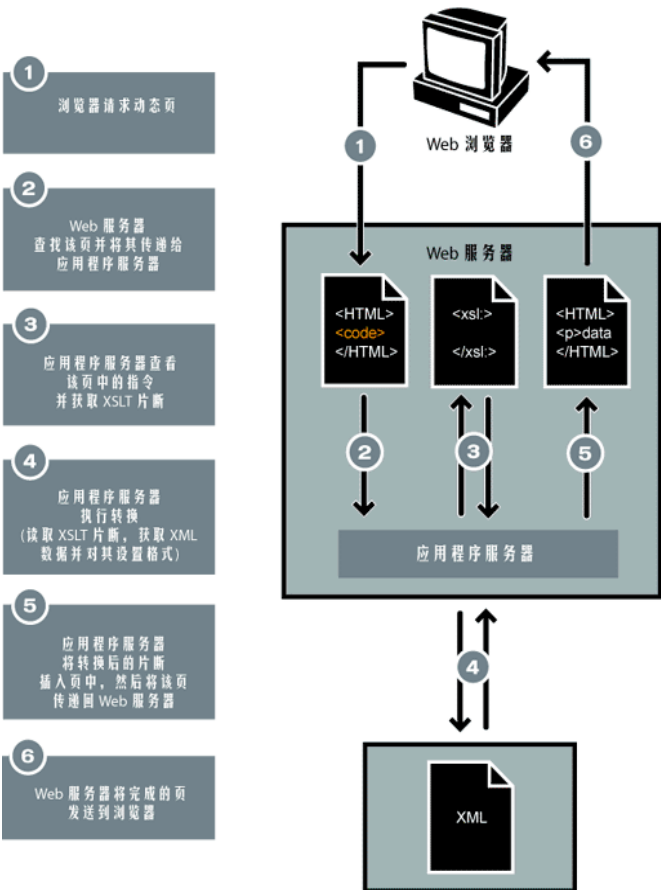 1
浏览器请求动态页
2
Web 服务器
查找该页并将其传递给
应用程序服务器
3
应用程序服务器查看
该页中的指令
并获取 XSLT 片断
4
应用程序服务器
执行转换
(读取 XSLT 片断，获取 XML
数据并对其设置格式)
5
应用程序服务器
将转换后的片断
插入页中，然后将该页
传递回 Web 服务器
6
Web 服务器将完成的页
发送到浏览器
Web 浏览器
1
6
Web 服务器
<HTML>
<code>
</HTML>
<xsl:>
</xsl:>
<HTML>
<p>data
</HTML>
2
3
5
应用程序服务器
4
XML